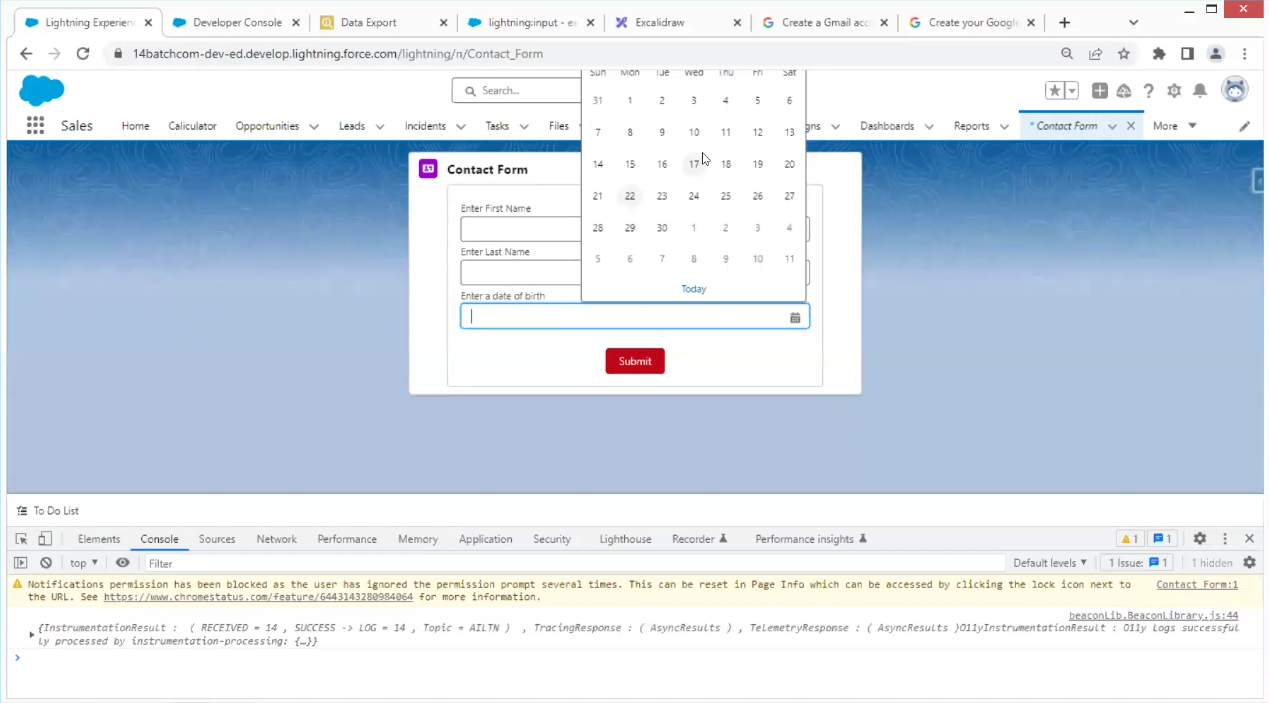 Lightning Experien
Developer Console
Data Export
lightning:input - ex
Excalidraw
Create a Gmail acc
Create your Google
14batchcom-dev-ed.develop.lightning.force.com/lightning/n/Contact_Form
Search...
Sales
Home
Calculator
Opportunities
Leads
Incidents
Tasks
Files
Dashboards
Reports
* Contact Form
More
Sun Mon Tue Wed Thu Fri Sat
31 1 2 3 4 5 6
7 8 9 10 11 12 13
14 15 16 17 18 19 20
21 22 23 24 25 26 27
28 29 30 1 2 3 4
5 6 7 8 9 10 11
Today
Contact Form
Enter First Name
Enter Last Name
Enter a date of birth
Submit
To Do List
Elements
Console
Sources
Network
Performance
Memory
Application
Security
Lighthouse
Recorder
Performance insights
1
1
top
Filter
Default levels
1 Issue: 1
1 hidden
Notifications permission has been blocked as the user has ignored the permission prompt several times. This can be reset in Page Info which can be accessed by clicking the lock icon next to
Contact Form:1
the URL. See https://www.chromestatus.com/feature/6443143280984064 for more information.
beaconLib.BeaconLibrary.js:44
{InstrumentationResult : ( RECEIVED = 14 , SUCCESS -> LOG = 14 , Topic = AILTN ) , TracingResponse : ( AsyncResults ) , TelemetryResponse : ( AsyncResults )O11yInstrumentationResult : O11y Logs successful
ly processed by instrumentation-processing: {…}}